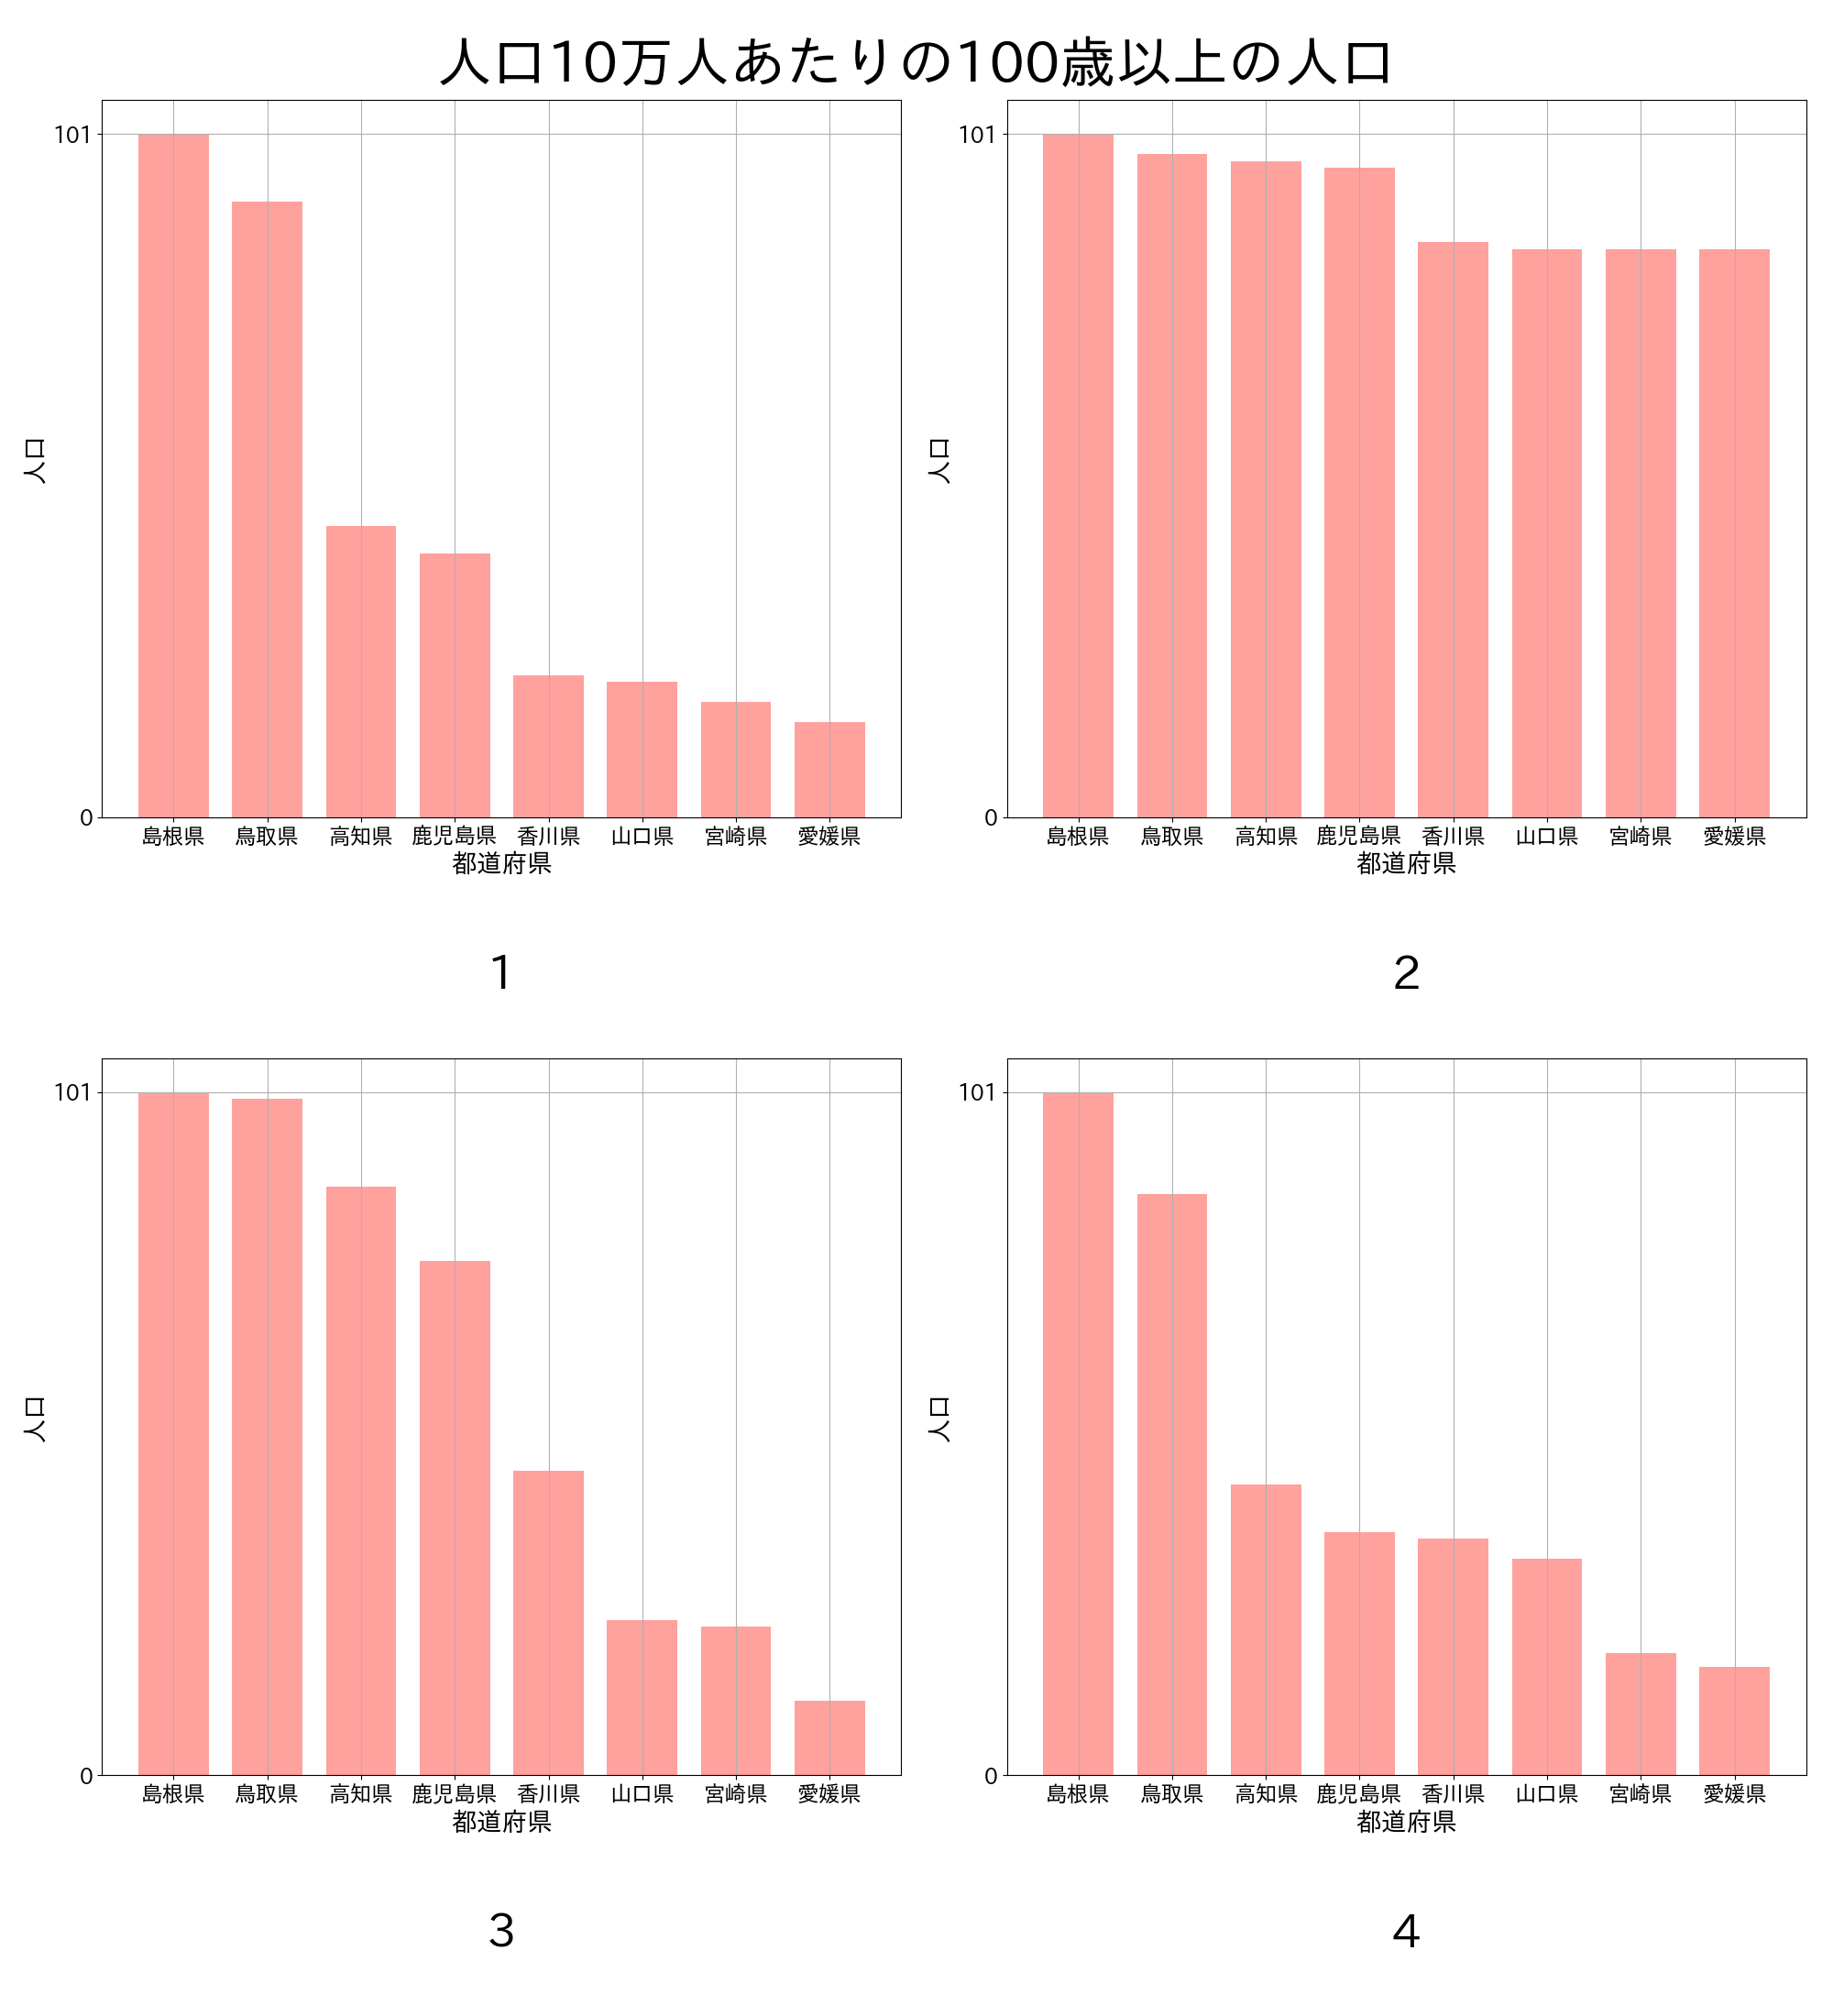 人口10万人あたりの100歳以上の人口
101
0
人口
島根県 鳥取県 高知県 鹿児島県 香川県 山口県 宮崎県 愛媛県
都道府県
1
101
0
人口
島根県 鳥取県 高知県 鹿児島県 香川県 山口県 宮崎県 愛媛県
都道府県
2
101
0
人口
島根県 鳥取県 高知県 鹿児島県 香川県 山口県 宮崎県 愛媛県
都道府県
3
101
0
人口
島根県 鳥取県 高知県 鹿児島県 香川県 山口県 宮崎県 愛媛県
都道府県
4